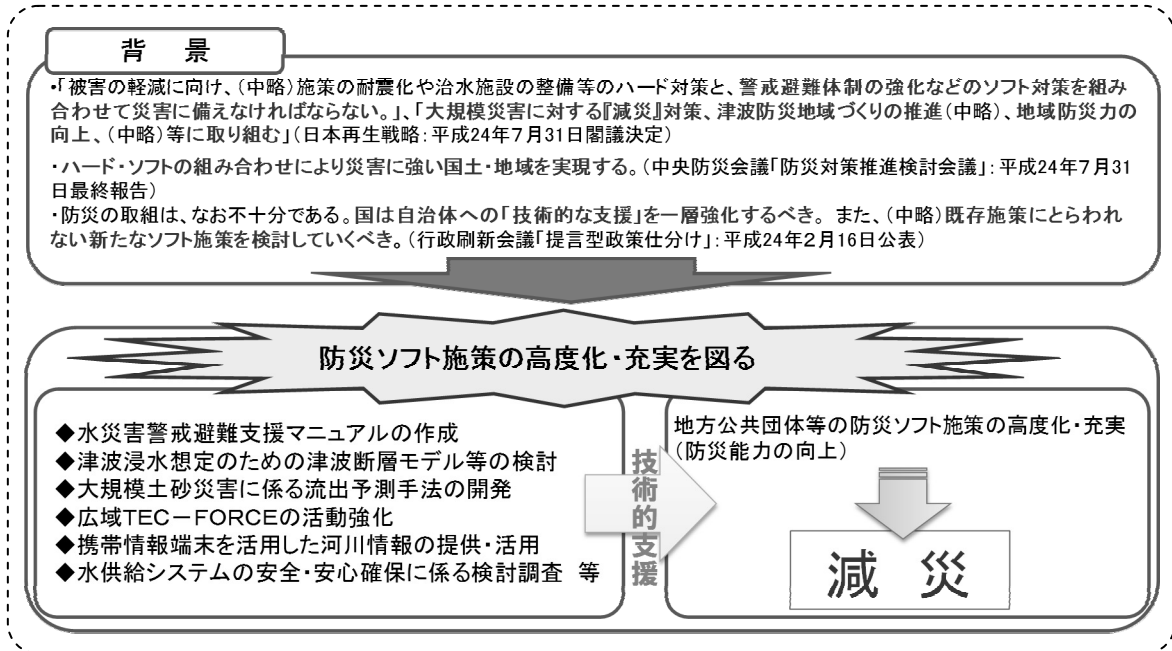 背 景
・「被害の軽減に向け、(中略)施策の耐震化や治水施設の整備等のハード対策と、警戒避難体制の強化などのソフト対策を組み
合わせて災害に備えなければならない。」、「大規模災害に対する『減災』対策、津波防災地域づくりの推進(中略)、地域防災力の
向上、(中略)等に取り組む」(日本再生戦略:平成24年7月31日閣議決定)
・ハード・ソフトの組み合わせにより災害に強い国土・地域を実現する。(中央防災会議「防災対策推進検討会議」:平成24年7月31
日最終報告)
・防災の取組は、なお不十分である。国は自治体への「技術的な支援」を一層強化するべき。また、(中略)既存施策にとらわれ
ない新たなソフト施策を検討していくべき。(行政刷新会議「提言型政策仕分け」:平成24年2月16日公表)
防災ソフト施策の高度化・充実を図る
◆水災害警戒避難支援マニュアルの作成
◆津波浸水想定のための津波断層モデル等の検討
◆大規模土砂災害に係る流出予測手法の開発
◆広域TEC-FORCEの活動強化
◆携帯情報端末を活用した河川情報の提供・活用
◆水供給システムの安全・安心確保に係る検討調査 等
技術的支援
地方公共団体等の防災ソフト施策の高度化・充実
(防災能力の向上)
減 災